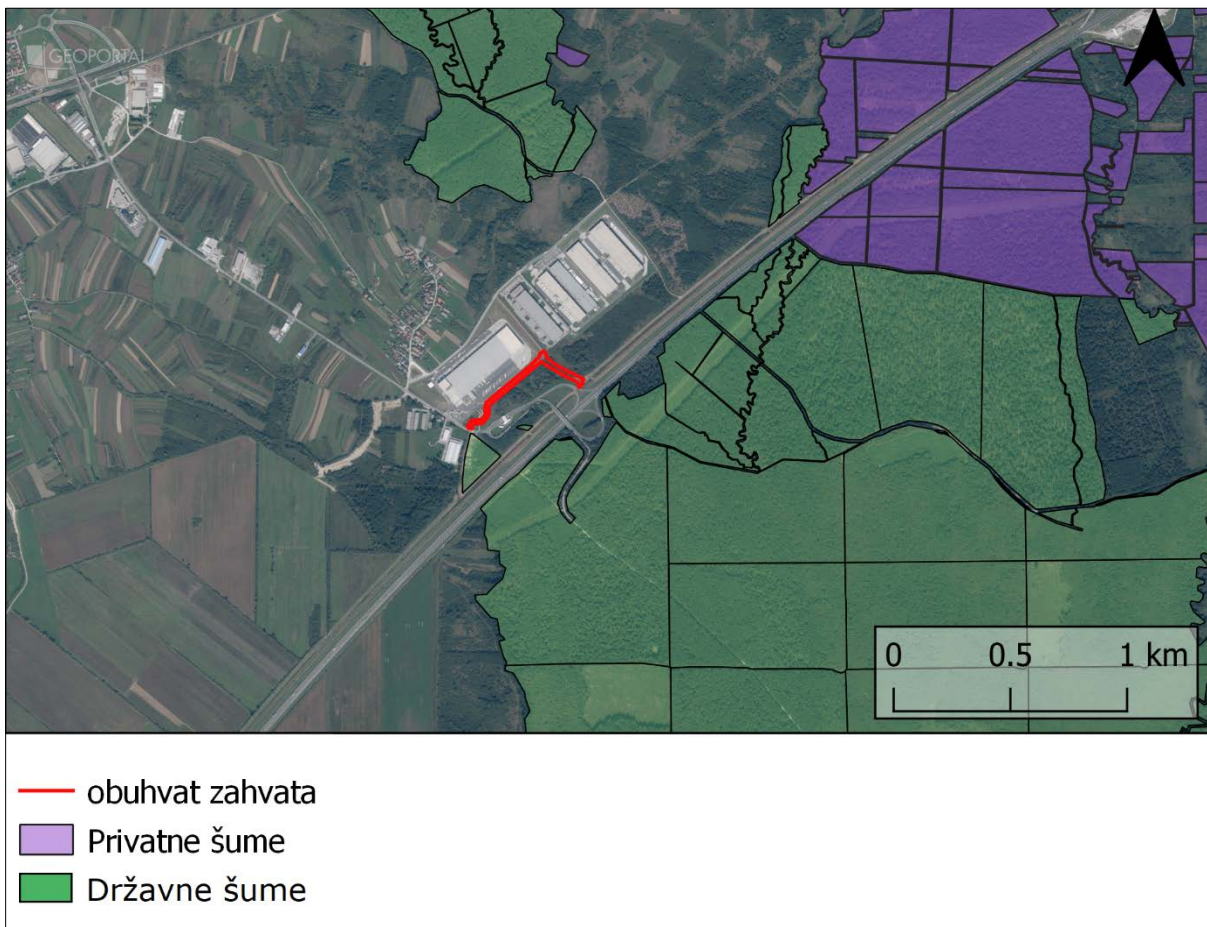 GEOPORTAL
0 0.5 1 km
obuhvat zahvata
Privatne šume
Državne šume